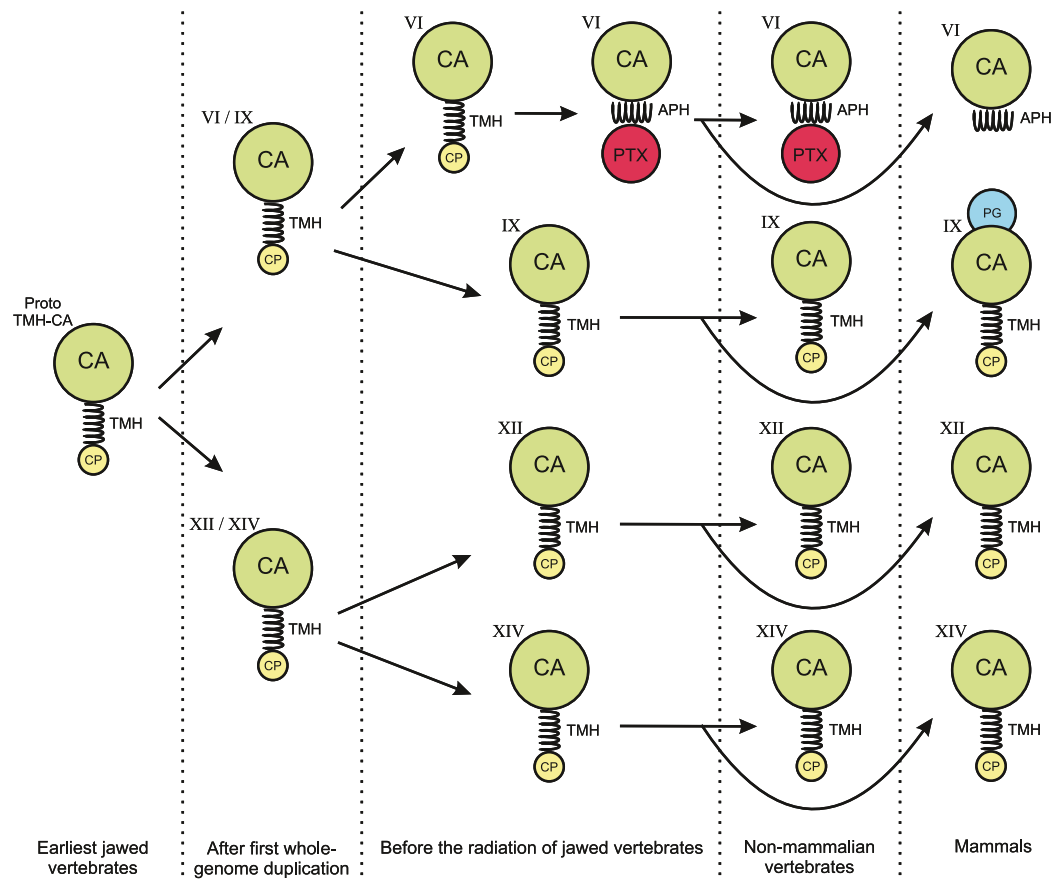 VI
CA
TMH
CP
VI
CA
APH
PTX
VI
CA
APH
PTX
VI
CA
APH
VI / IX
CA
TMH
CP
IX
CA
TMH
CP
IX
CA
TMH
CP
PG
IX
CA
TMH
CP
Proto
TMH-CA
CA
TMH
CP
XII
CA
TMH
CP
XII
CA
TMH
CP
XII
CA
TMH
CP
XII / XIV
CA
TMH
CP
XIV
CA
TMH
CP
XIV
CA
TMH
CP
XIV
CA
TMH
CP
Earliest jawed
vertebrates
After first whole-
genome duplication
Before the radiation of jawed vertebrates
Non-mammalian
vertebrates
Mammals